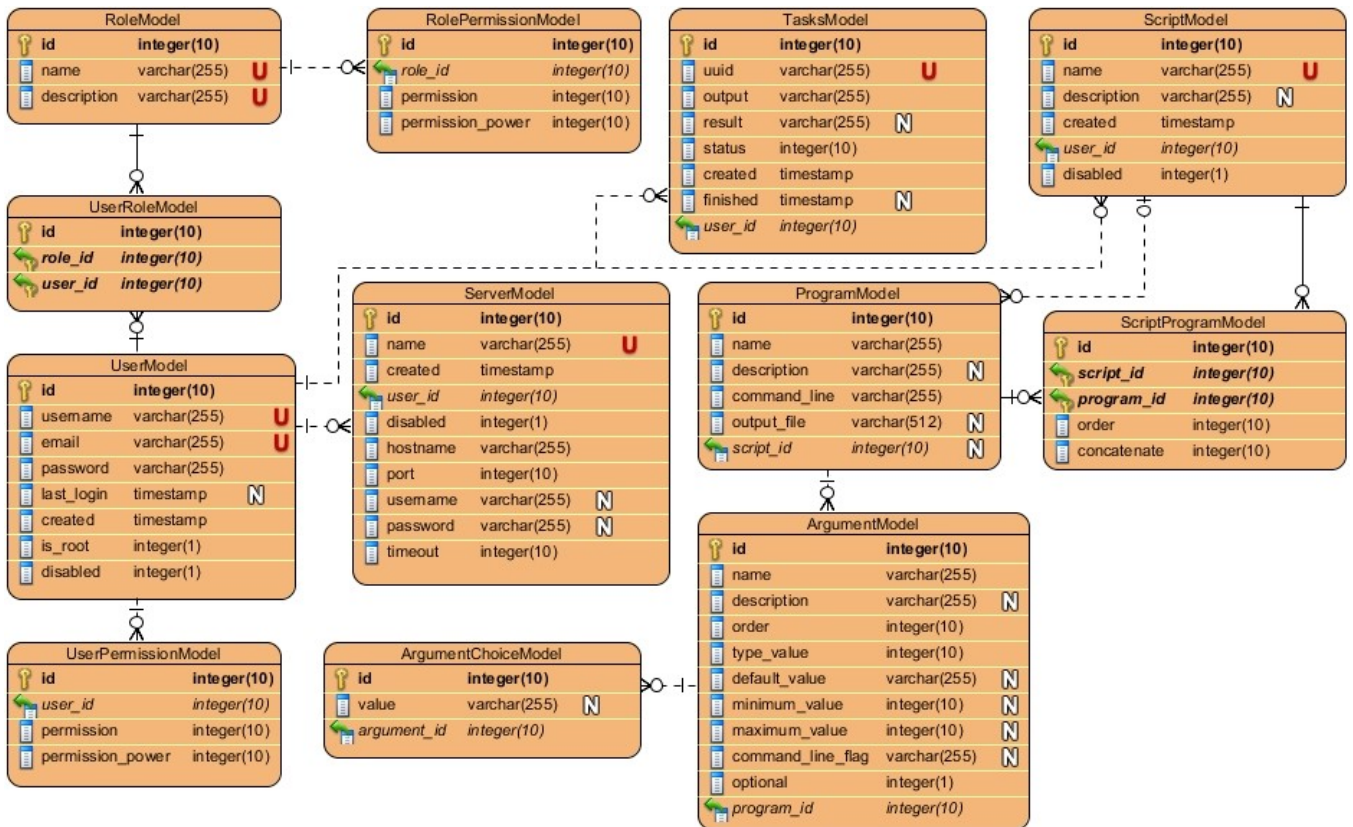 RoleModel
id integer(10)
name varchar(255) U
description varchar(255) U
RolePermissionModel
id integer(10)
role_id integer(10)
permission integer(10)
permission_power integer(10)
TasksModel
id integer(10)
uuid varchar(255) U
output varchar(255)
result varchar(255) N
status integer(10)
created timestamp
finished timestamp N
user_id integer(10)
ScriptModel
id integer(10)
name varchar(255) U
description varchar(255) N
created timestamp
user_id integer(10)
disabled integer(1)
UserRoleModel
id integer(10)
role_id integer(10)
user_id integer(10)
ServerModel
id integer(10)
name varchar(255) U
created timestamp
user_id integer(10)
disabled integer(1)
hostname varchar(255)
port integer(10)
username varchar(255) N
password varchar(255) N
timeout integer(10)
ProgramModel
id integer(10)
name varchar(255)
description varchar(255) N
command_line varchar(255)
output_file varchar(512) N
script_id integer(10) N
ScriptProgramModel
id integer(10)
script_id integer(10)
program_id integer(10)
order integer(10)
concatenate integer(10)
UserModel
id integer(10)
username varchar(255) U
email varchar(255) U
password varchar(255)
last_login timestamp N
created timestamp
is_root integer(1)
disabled integer(1)
ArgumentModel
id integer(10)
name varchar(255)
description varchar(255) N
order integer(10)
type_value integer(10)
default_value varchar(255) N
minimum_value integer(10) N
maximum_value integer(10) N
command_line_flag varchar(255) N
optional integer(1)
program_id integer(10)
UserPermissionModel
id integer(10)
user_id integer(10)
permission integer(10)
permission_power integer(10)
ArgumentChoiceModel
id integer(10)
value varchar(255) N
argument_id integer(10)